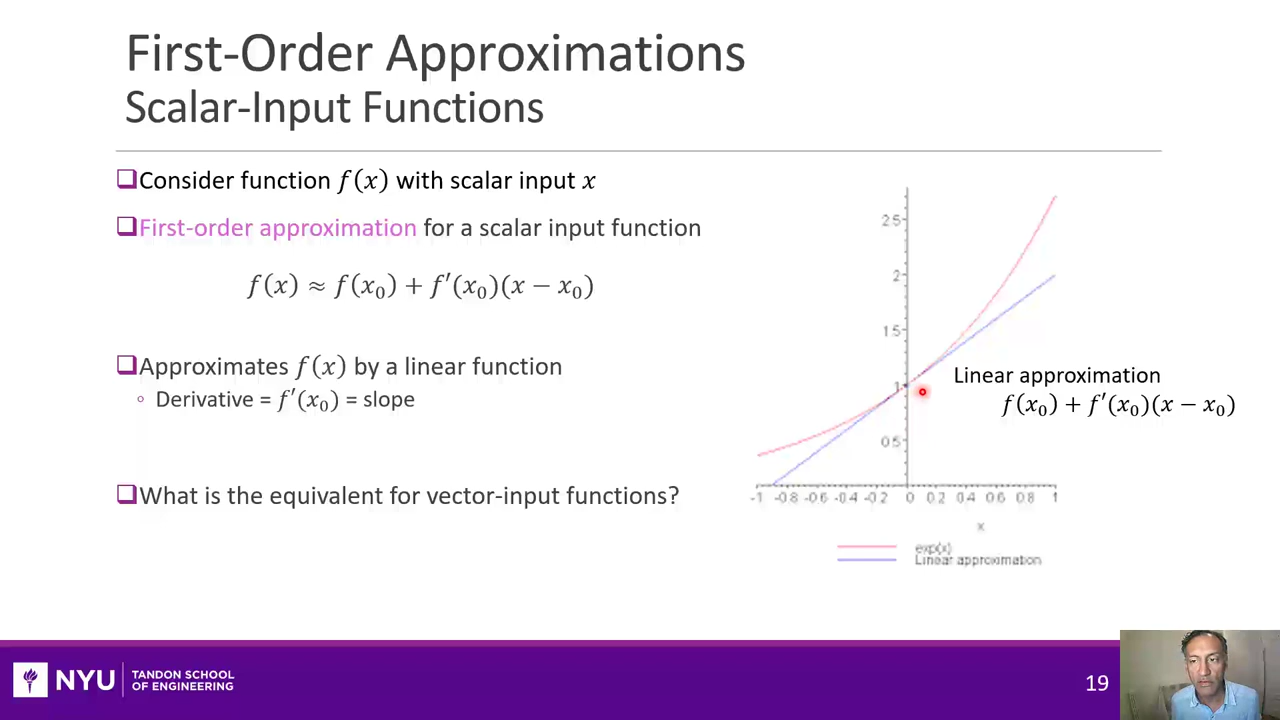 First-Order Approximations
Scalar-Input Functions
Consider function f(x) with scalar input x
First-order approximation for a scalar input function
f(x) ≈ f(x₀) + f′(x₀)(x − x₀)
Approximates f(x) by a linear function
Derivative = f′(x₀) = slope
What is the equivalent for vector-input functions?
2.5
2
1.5
1
0.5
-1 -0.8 -0.6 -0.4 -0.2 0 0.2 0.4 0.6 0.8 1
x
exp(x)
Linear approximation
Linear approximation
f(x₀) + f′(x₀)(x − x₀)
NYU
TANDON SCHOOL
OF ENGINEERING
19